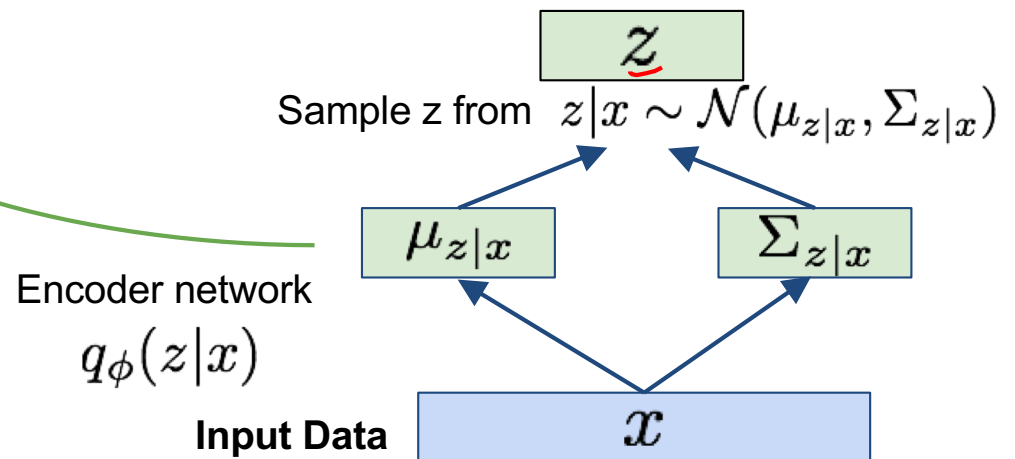 z
Sample z from z|x ∼ 𝒩(μ_{z|x}, Σ_{z|x})
μ_{z|x} Σ_{z|x}
Encoder network
q_ϕ(z|x)
Input Data x